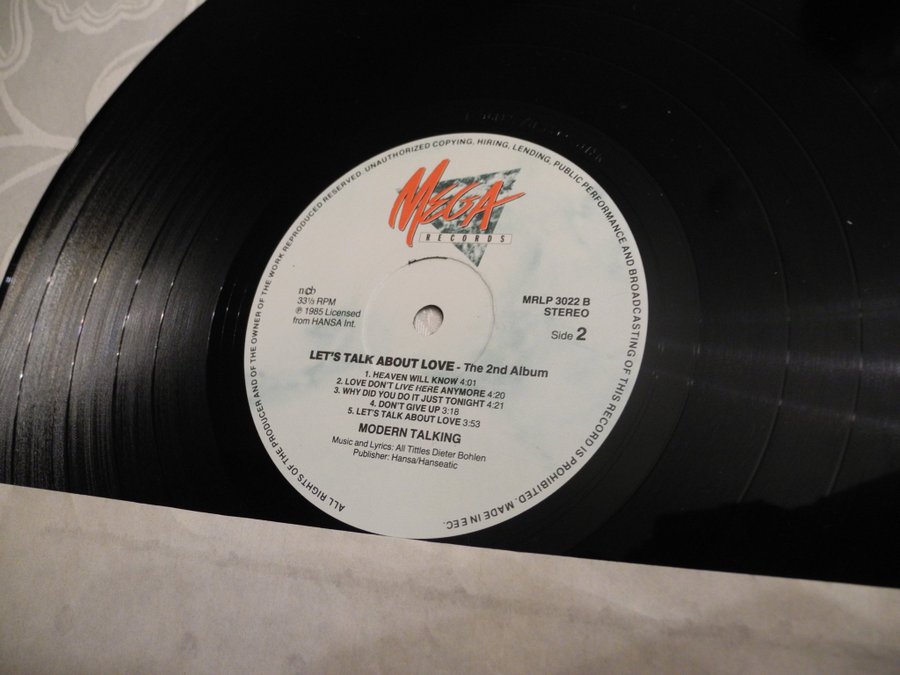 MEGA
RECORDS
ncb
33⅓ RPM
℗ 1985 Licensed
from HANSA Int.
MRLP 3022 B
STEREO
Side 2
LET'S TALK ABOUT LOVE - The 2nd Album
1. HEAVEN WILL KNOW 4:01
2. LOVE DON'T LIVE HERE ANYMORE 4:20
3. WHY DID YOU DO IT JUST TONIGHT 4:21
4. DON'T GIVE UP 3:18
5. LET'S TALK ABOUT LOVE 3:53
MODERN TALKING
Music and Lyrics: All Tittles Dieter Bohlen
Publisher: Hansa/Hanseatic
ALL RIGHTS OF THE PRODUCER AND OF THE OWNER OF THE WORK REPRODUCED RESERVED. UNAUTHORIZED COPYING, HIRING, LENDING, PUBLIC PERFORMANCE AND BROADCASTING OF THIS RECORD IS PROHIBITED. MADE IN EEC.